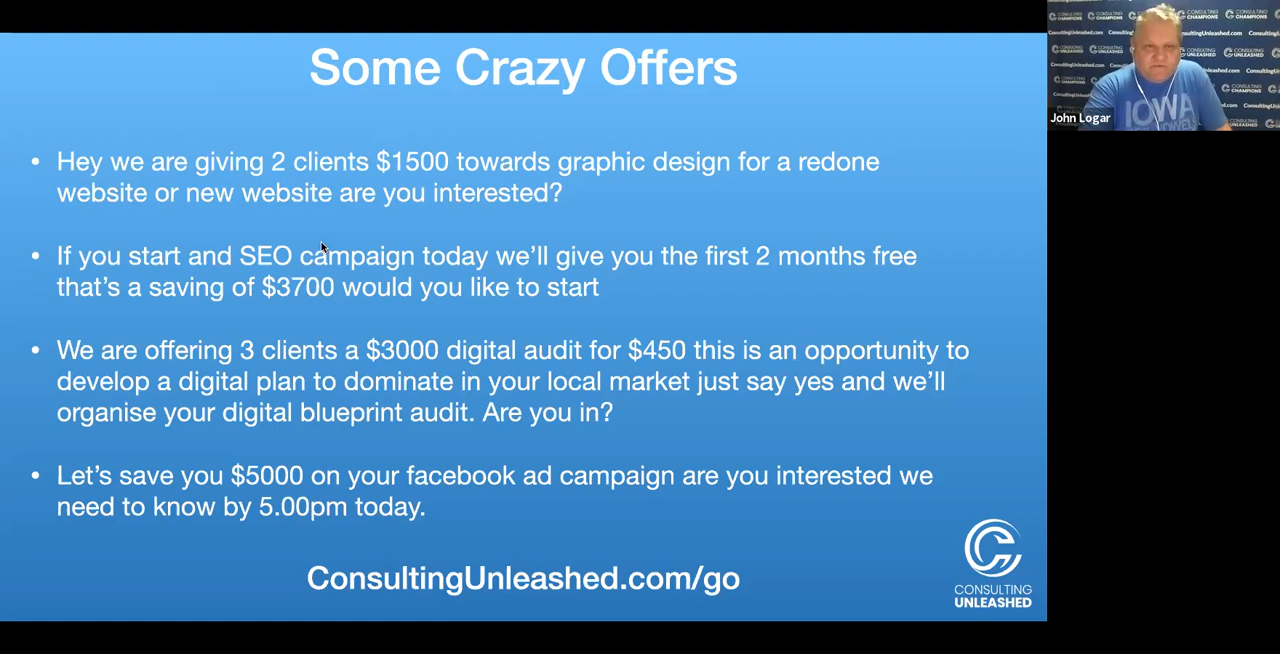 Some Crazy Offers
• Hey we are giving 2 clients $1500 towards graphic design for a redone
website or new website are you interested?
• If you start and SEO campaign today we’ll give you the first 2 months free
that’s a saving of $3700 would you like to start
• We are offering 3 clients a $3000 digital audit for $450 this is an opportunity to
develop a digital plan to dominate in your local market just say yes and we’ll
organise your digital blueprint audit. Are you in?
• Let’s save you $5000 on your facebook ad campaign are you interested we
need to know by 5.00pm today.
ConsultingUnleashed.com/go
CONSULTING
UNLEASHED
John Logar
IOWA